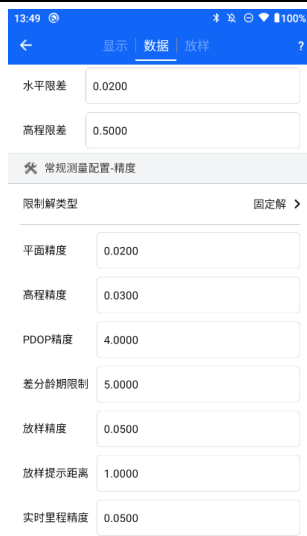 13:49 100%
显示 数据 放样 ?
水平限差 0.0200
高程限差 0.5000
常规测量配置-精度
限制解类型 固定解
平面精度 0.0200
高程精度 0.0300
PDOP精度 4.0000
差分龄期限制 5.0000
放样精度 0.0500
放样提示距离 1.0000
实时里程精度 0.0500